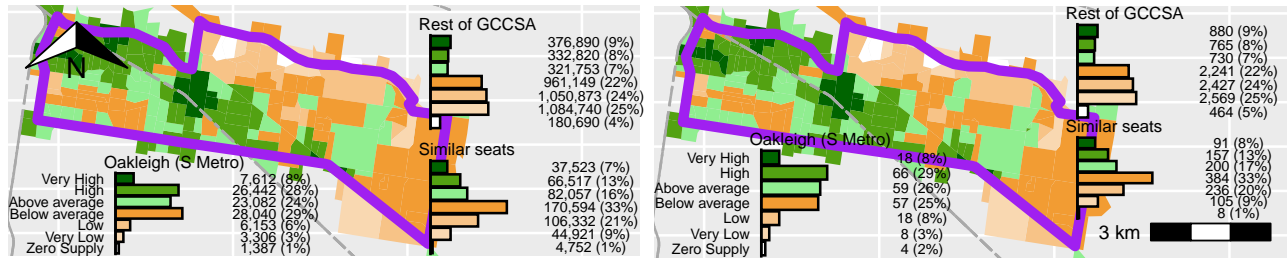 Rest of GCCSA
376,890 (9%)
332,820 (8%)
321,753 (7%)
961,149 (22%)
1,050,873 (24%)
1,084,740 (25%)
180,690 (4%)
N
Similar seats
37,523 (7%)
66,517 (13%)
82,057 (16%)
170,594 (33%)
106,332 (21%)
44,921 (9%)
4,752 (1%)
Oakleigh (S Metro)
Very High 7,612 (8%)
High 26,442 (28%)
Above average 23,082 (24%)
Below average 28,040 (29%)
Low 6,153 (6%)
Very Low 3,306 (3%)
Zero Supply 1,387 (1%)
Rest of GCCSA
880 (9%)
765 (8%)
730 (7%)
2,241 (22%)
2,427 (24%)
2,569 (25%)
464 (5%)
Similar seats
91 (8%)
157 (13%)
200 (17%)
384 (33%)
236 (20%)
105 (9%)
8 (1%)
Oakleigh (S Metro)
Very High 18 (8%)
High 66 (29%)
Above average 59 (26%)
Below average 57 (25%)
Low 18 (8%)
Very Low 8 (3%)
Zero Supply 4 (2%)
3 km